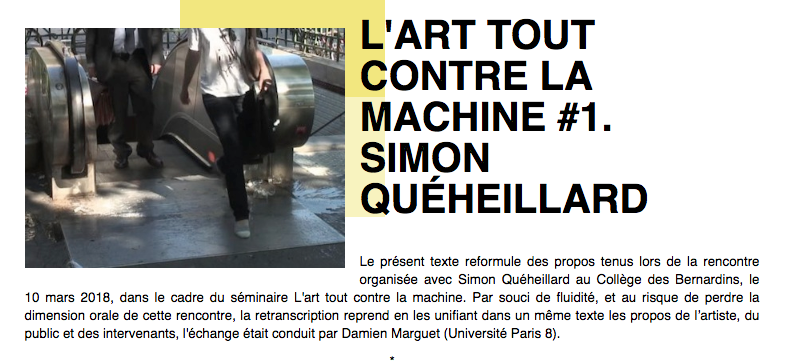 L'ART TOUT
CONTRE LA
MACHINE #1.
SIMON
QUÉHEILLARD
Le présent texte reformule des propos tenus lors de la rencontre
organisée avec Simon Quéheillard au Collège des Bernardins, le
10 mars 2018, dans le cadre du séminaire L'art tout contre la machine. Par souci de fluidité, et au risque de perdre la
dimension orale de cette rencontre, la retranscription reprend en les unifiant dans un même texte les propos de l'artiste, du
public et des intervenants, l'échange était conduit par Damien Marguet (Université Paris 8).
*